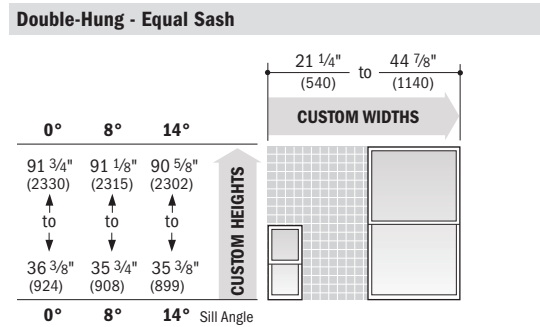 Double-Hung - Equal Sash
21 1/4" to 44 7/8"
(540) (1140)
CUSTOM WIDTHS
0° 8° 14°
91 3/4" 91 1/8" 90 5/8"
(2330) (2315) (2302)
to to to
36 3/8" 35 3/4" 35 3/8"
(924) (908) (899)
CUSTOM HEIGHTS
0° 8° 14° Sill Angle